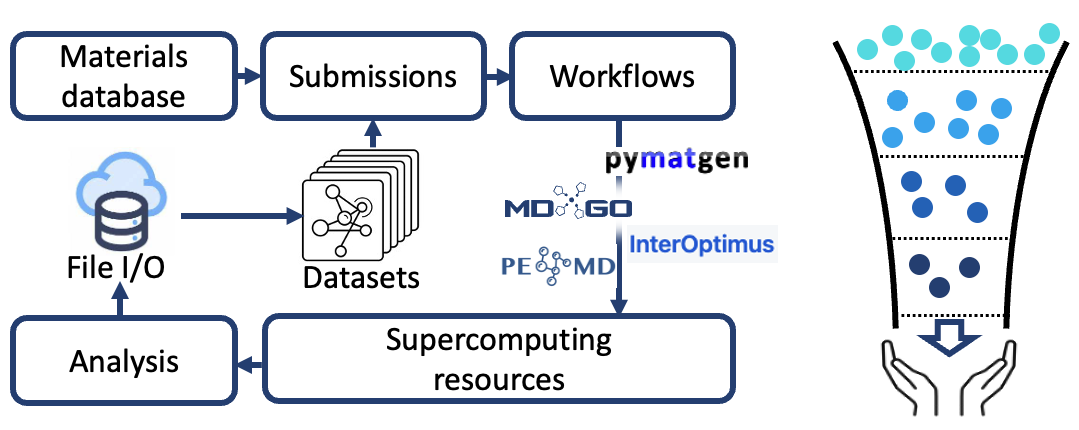 Materials
database
Submissions
Workflows
pymatgen
MD GO
InterOptimus
PE MD
File I/O
Datasets
Analysis
Supercomputing
resources